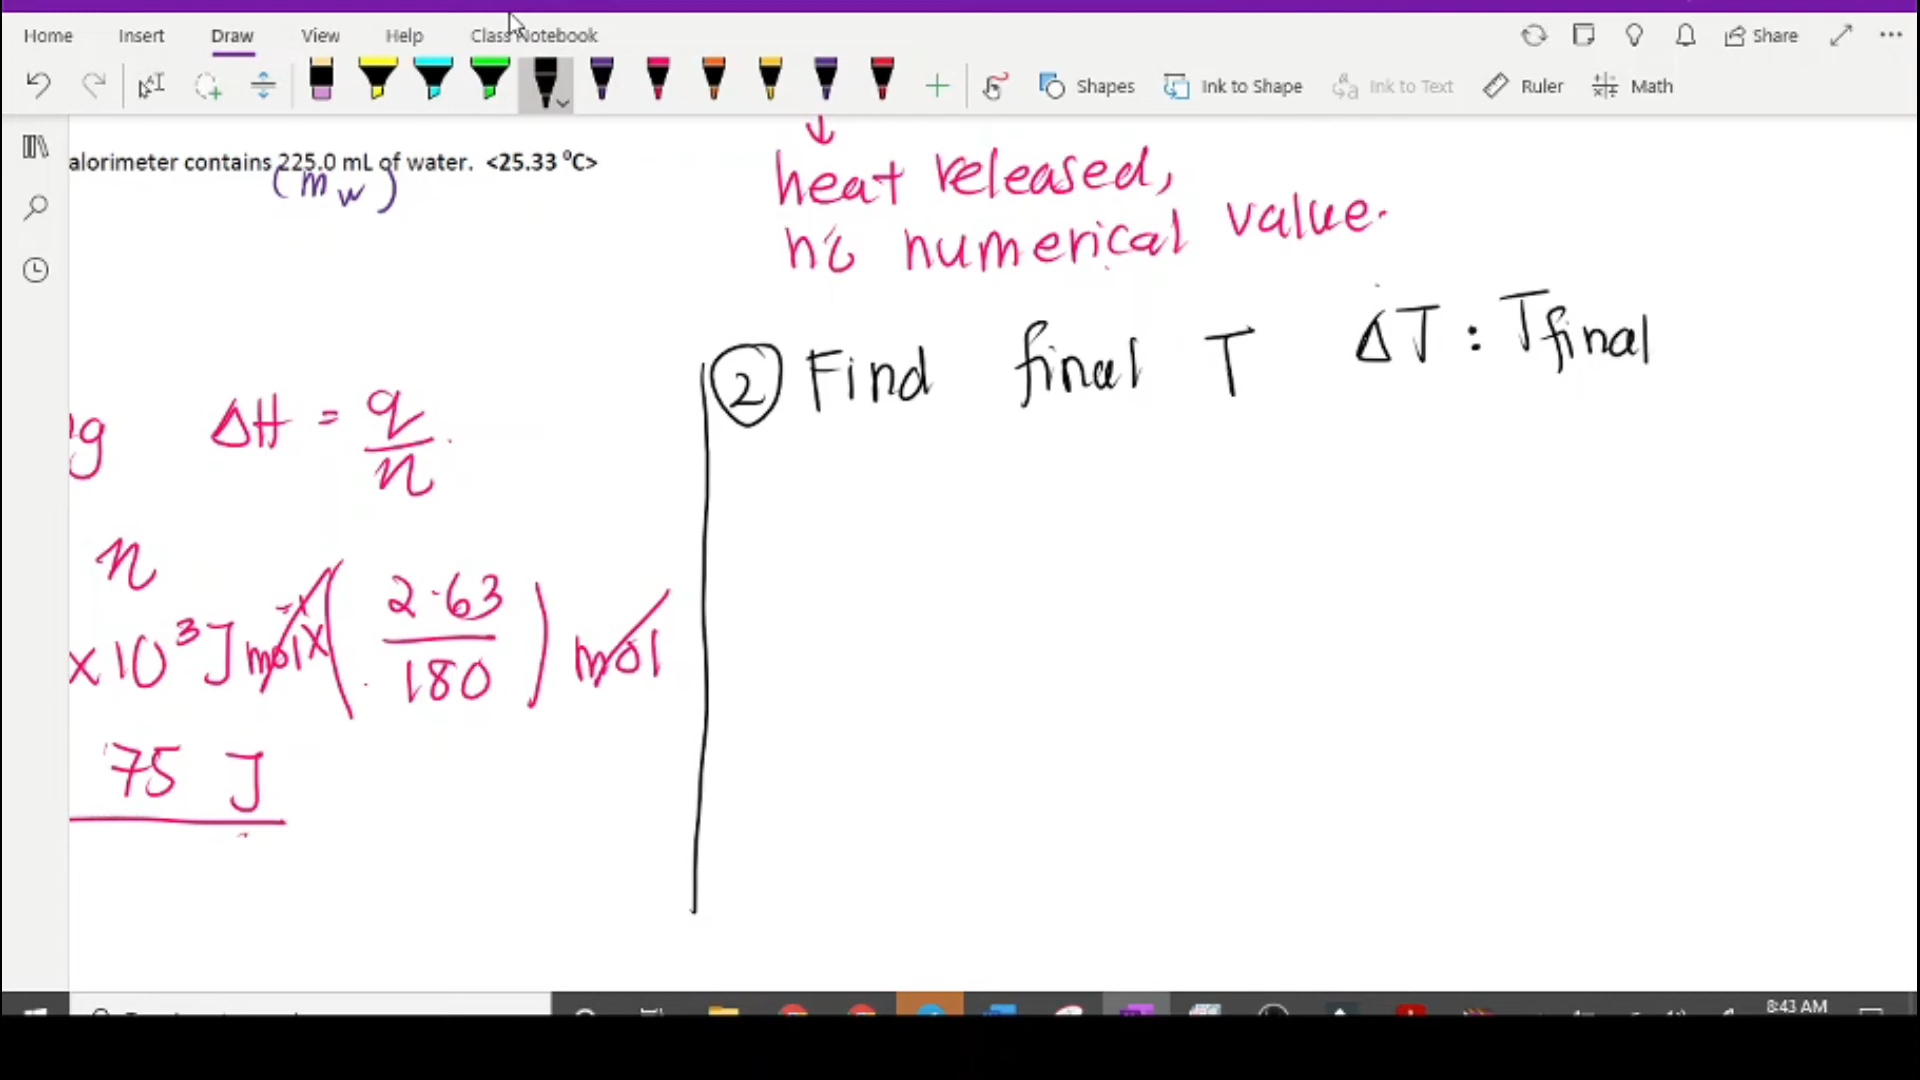 Home Insert Draw View Help Class Notebook Share
Shapes Ink to Shape Ink to Text Ruler Math
alorimeter contains 225.0 mL of water. <25.33 ⁰C>
(m w)
heat released,
numerical value.
② Find final T ΔT : Tfinal
g ΔH = q/n
n
x10³J mol⁻¹ x (2.63/180) mol
75 J
8:43 AM